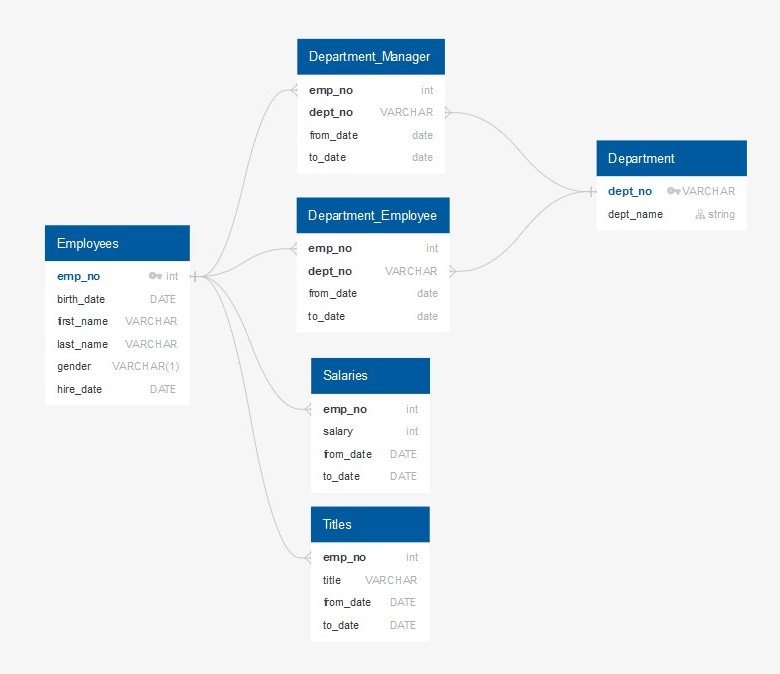 Department_Manager
emp_no int
dept_no VARCHAR
from_date date
to_date date
Department
dept_no VARCHAR
dept_name string
Department_Employee
emp_no int
dept_no VARCHAR
from_date date
to_date date
Employees
emp_no int
birth_date DATE
first_name VARCHAR
last_name VARCHAR
gender VARCHAR(1)
hire_date DATE
Salaries
emp_no int
salary int
from_date DATE
to_date DATE
Titles
emp_no int
title VARCHAR
from_date DATE
to_date DATE